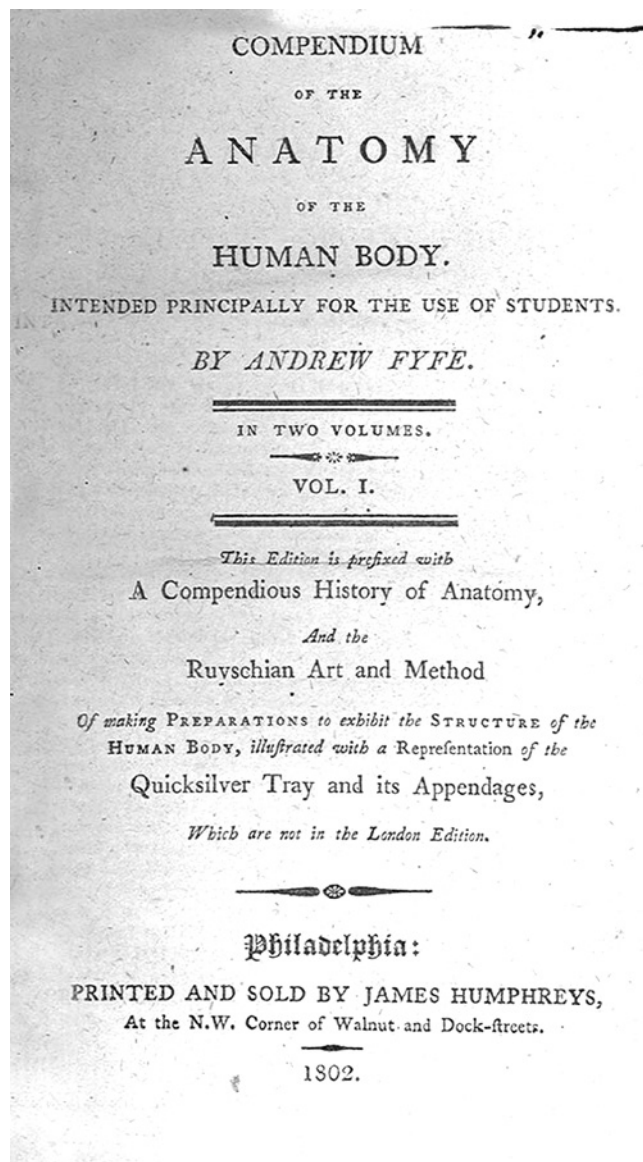 COMPENDIUM
OF THE
ANATOMY
OF THE
HUMAN BODY.
INTENDED PRINCIPALLY FOR THE USE OF STUDENTS.
BY ANDREW FYFE.
IN TWO VOLUMES.
VOL. I.
This Edition is prefixed with
A Compendious History of Anatomy,
And the
Ruyschian Art and Method
Of making PREPARATIONS to exhibit the STRUCTURE of the
HUMAN BODY, illuſtrated with a Repreſentation of the
Quicksilver Tray and its Appendages,
Which are not in the London Edition.
Philadelphia:
PRINTED AND SOLD BY JAMES HUMPHREYS,
At the N.W. Corner of Walnut and Dock-ſtreets.
1802.